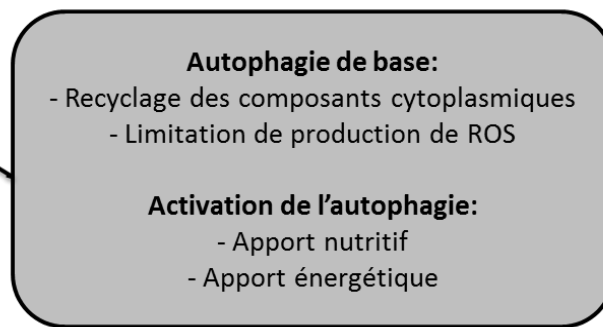 Autophagie de base:
- Recyclage des composants cytoplasmiques
- Limitation de production de ROS
Activation de l'autophagie:
- Apport nutritif
- Apport énergétique